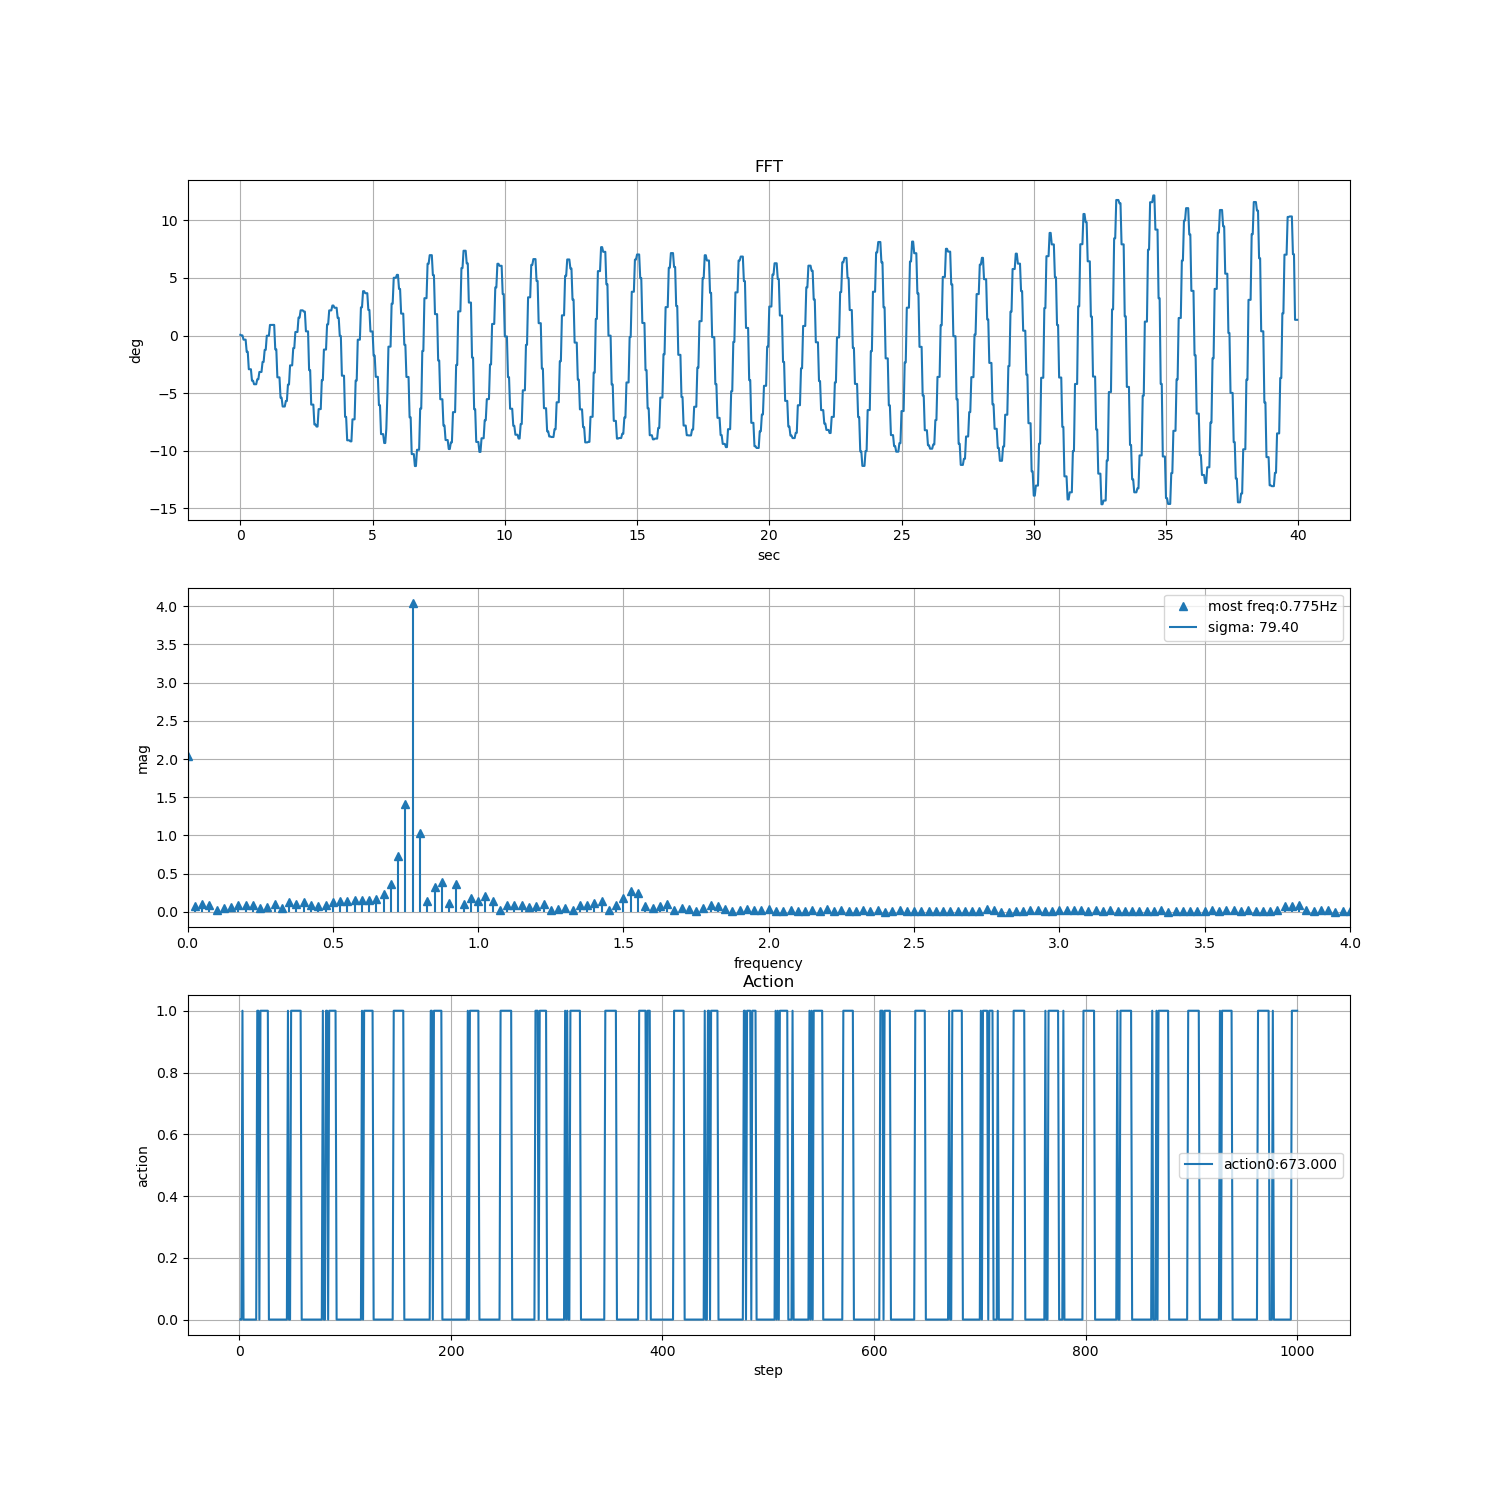 FFT
10
5
0
−5
−10
−15
deg
0 5 10 15 20 25 30 35 40
sec
4.0
3.5
3.0
2.5
2.0
1.5
1.0
0.5
0.0
mag
most freq:0.775Hz
sigma: 79.40
0.0 0.5 1.0 1.5 2.0 2.5 3.0 3.5 4.0
frequency
Action
1.0
0.8
0.6
0.4
0.2
0.0
action
action0:673.000
0 200 400 600 800 1000
step